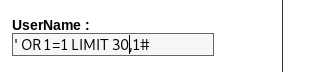 UserName :
' OR 1=1 LIMIT 30,1#